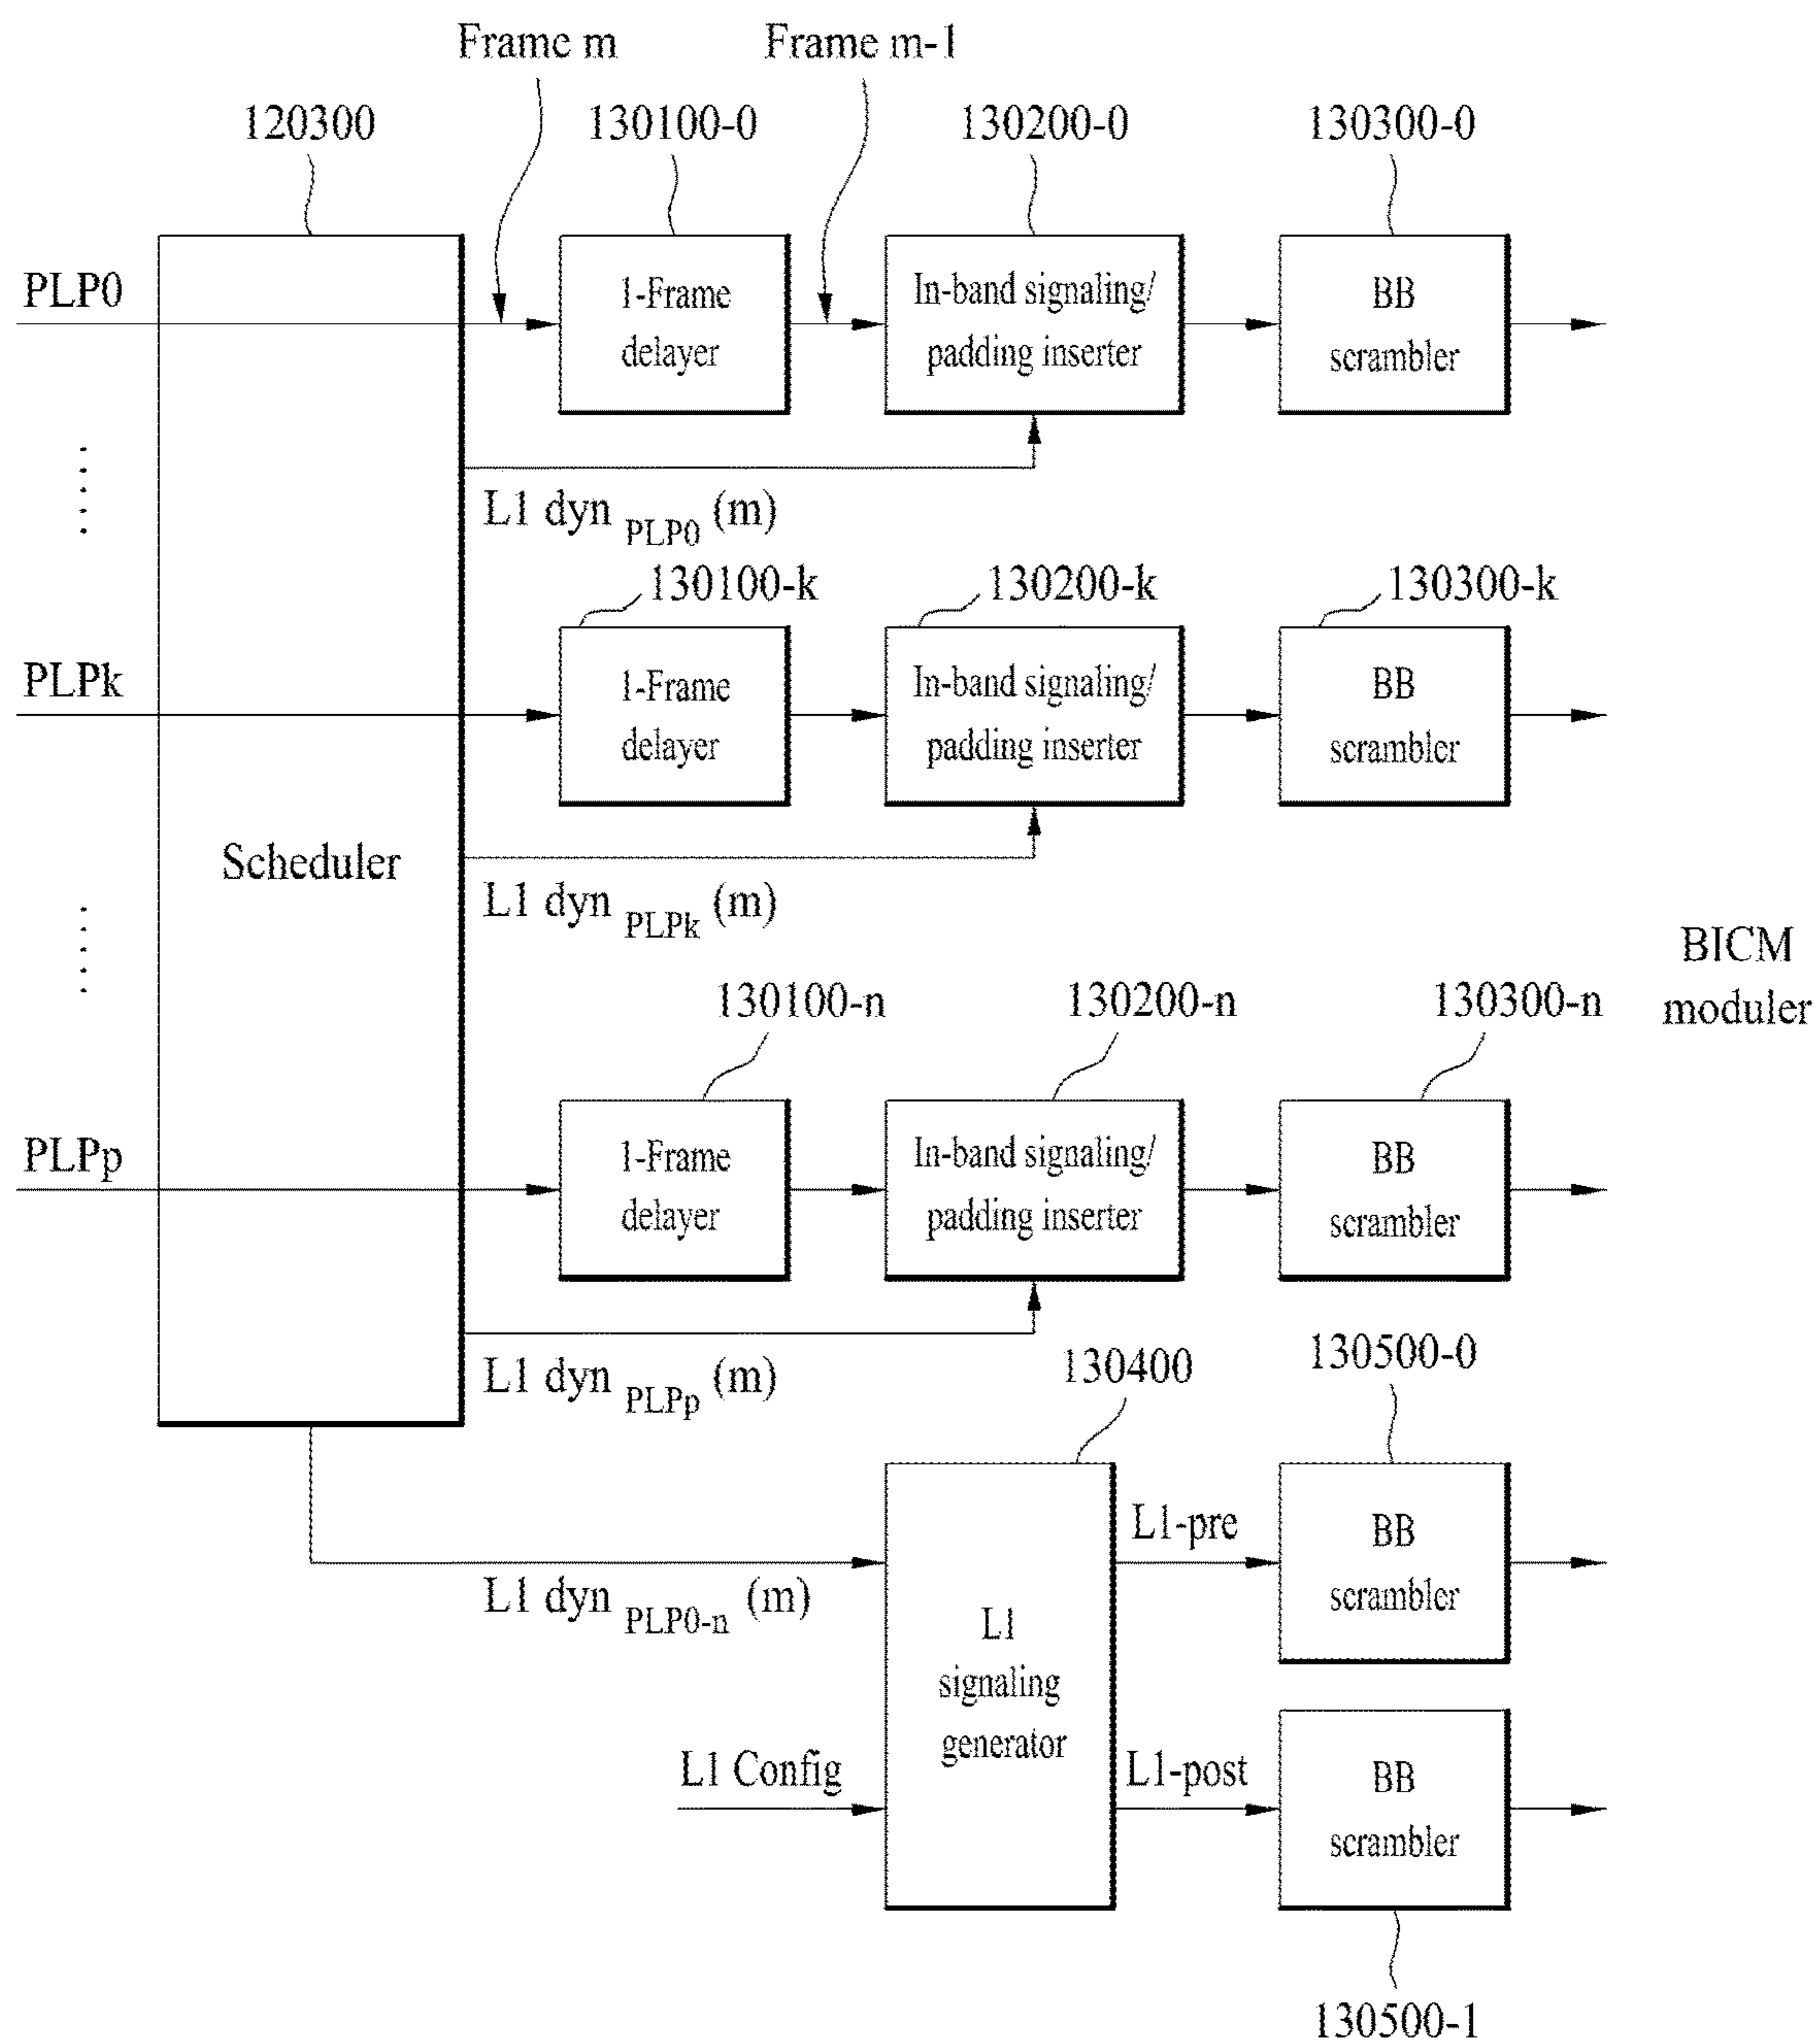 Frame m
Frame m-1
120300
130100-0
130200-0
130300-0
PLP0
1-Frame
delayer
In-band signaling/
padding inserter
BB
scrambler
L1 dyn PLP0 (m)
130100-k
130200-k
130300-k
PLPk
1-Frame
delayer
In-band signaling/
padding inserter
BB
scrambler
Scheduler
L1 dyn PLPk (m)
BICM
moduler
130100-n
130200-n
130300-n
PLPp
1-Frame
delayer
In-band signaling/
padding inserter
BB
scrambler
L1 dyn PLPp (m)
130400
130500-0
L1-pre
BB
scrambler
L1 dyn PLP0-n (m)
L1
signaling
generator
L1 Config
L1-post
BB
scrambler
130500-1